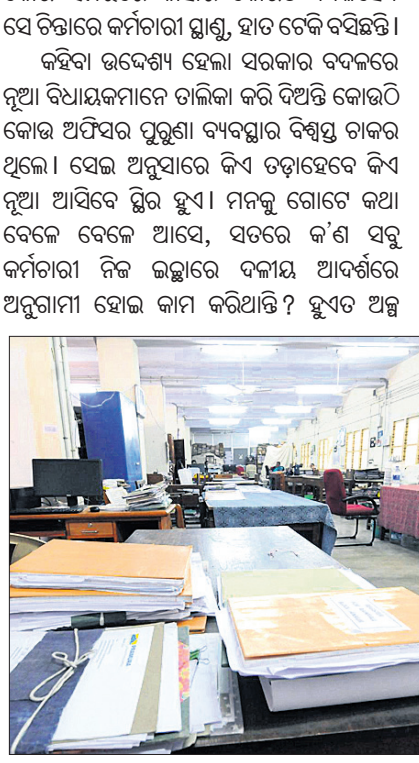 ସେ ଚିନ୍ତାରେ କର୍ମଚାରୀ ସ୍ଥାଣୁ, ହାତ ଟେକି ବସିଛନ୍ତି।
କହିବା ଉଦ୍ଦେଶ୍ୟ ହେଲା ସରକାର ବଦଳରେ
ନୂଆ ବିଧାୟକମାନେ ତାଲିକା କରି ଦିଅନ୍ତି କୋଉଠି
କୋଉ ଅଫିସର ପୁରୁଣା ବ୍ୟବସ୍ଥାର ବିଶ୍ୱସ୍ତ ଚାକର
ଥିଲେ। ସେଇ ଅନୁସାରେ କିଏ ତଡ଼ାହେବେ କିଏ
ନୂଆ ଆସିବେ ସ୍ଥିର ହୁଏ। ମନକୁ ଗୋଟେ କଥା
ବେଳେ ବେଳେ ଆସେ, ସତରେ କ'ଣ ସବୁ
କର୍ମଚାରୀ ନିଜ ଇଚ୍ଛାରେ ଦଳୀୟ ଆଦର୍ଶରେ
ଅନୁଗାମୀ ହୋଇ କାମ କରିଥାନ୍ତି? ହୁଏତ ଅଳ୍ପ